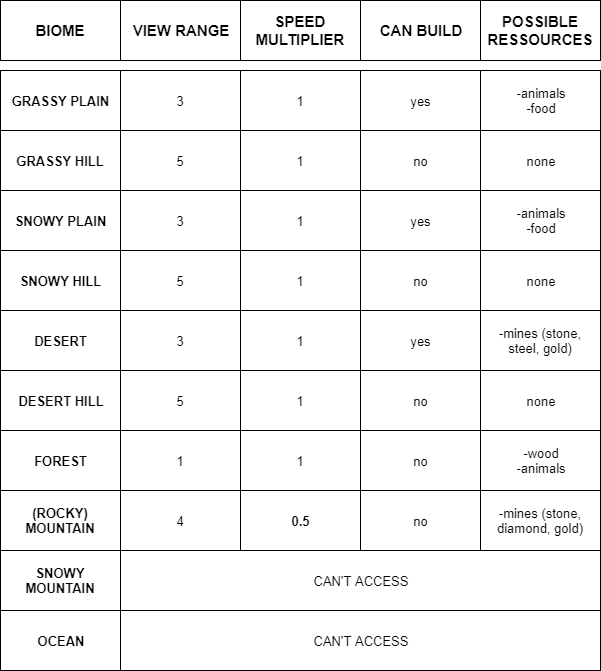 BIOME VIEW RANGE SPEED MULTIPLIER CAN BUILD POSSIBLE RESSOURCES
GRASSY PLAIN 3 1 yes -animals -food
GRASSY HILL 5 1 no none
SNOWY PLAIN 3 1 yes -animals -food
SNOWY HILL 5 1 no none
DESERT 3 1 yes -mines (stone, steel, gold)
DESERT HILL 5 1 no none
FOREST 1 1 no -wood -animals
(ROCKY) MOUNTAIN 4 0.5 no -mines (stone, diamond, gold)
SNOWY MOUNTAIN CAN'T ACCESS
OCEAN CAN'T ACCESS